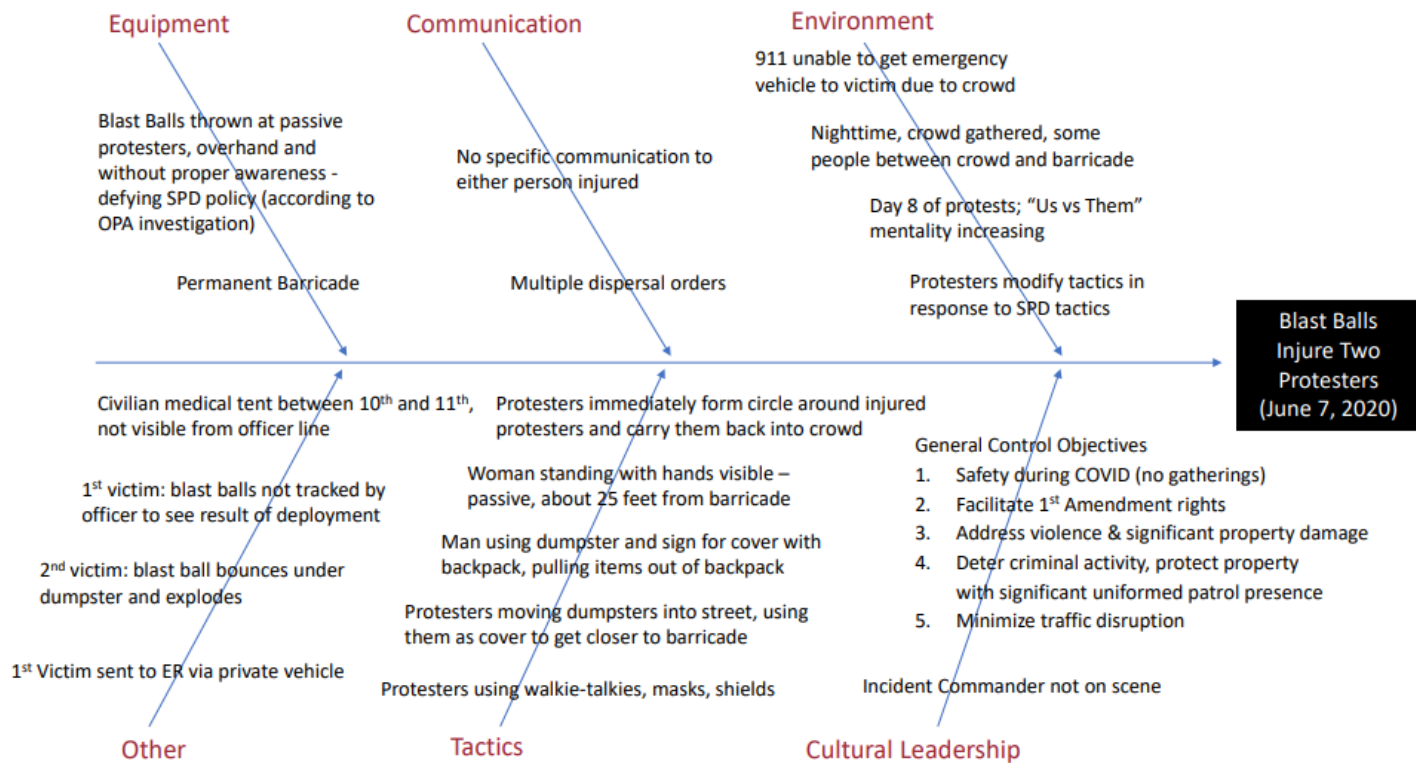 Equipment
Blast Balls thrown at passive
protesters, overhand and
without proper awareness -
defying SPD policy (according to
OPA investigation)
Permanent Barricade
Communication
No specific communication to
either person injured
Multiple dispersal orders
Environment
911 unable to get emergency
vehicle to victim due to crowd
Nighttime, crowd gathered, some
people between crowd and barricade
Day 8 of protests; “Us vs Them”
mentality increasing
Protesters modify tactics in
response to SPD tactics
Blast Balls
Injure Two
Protesters
(June 7, 2020)
Civilian medical tent between 10th and 11th,
not visible from officer line
1st victim: blast balls not tracked by
officer to see result of deployment
2nd victim: blast ball bounces under
dumpster and explodes
1st Victim sent to ER via private vehicle
Other
Protesters immediately form circle around injured
protesters and carry them back into crowd
Woman standing with hands visible –
passive, about 25 feet from barricade
Man using dumpster and sign for cover with
backpack, pulling items out of backpack
Protesters moving dumpsters into street, using
them as cover to get closer to barricade
Protesters using walkie-talkies, masks, shields
Tactics
General Control Objectives
1. Safety during COVID (no gatherings)
2. Facilitate 1st Amendment rights
3. Address violence & significant property damage
4. Deter criminal activity, protect property
with significant uniformed patrol presence
5. Minimize traffic disruption
Incident Commander not on scene
Cultural Leadership